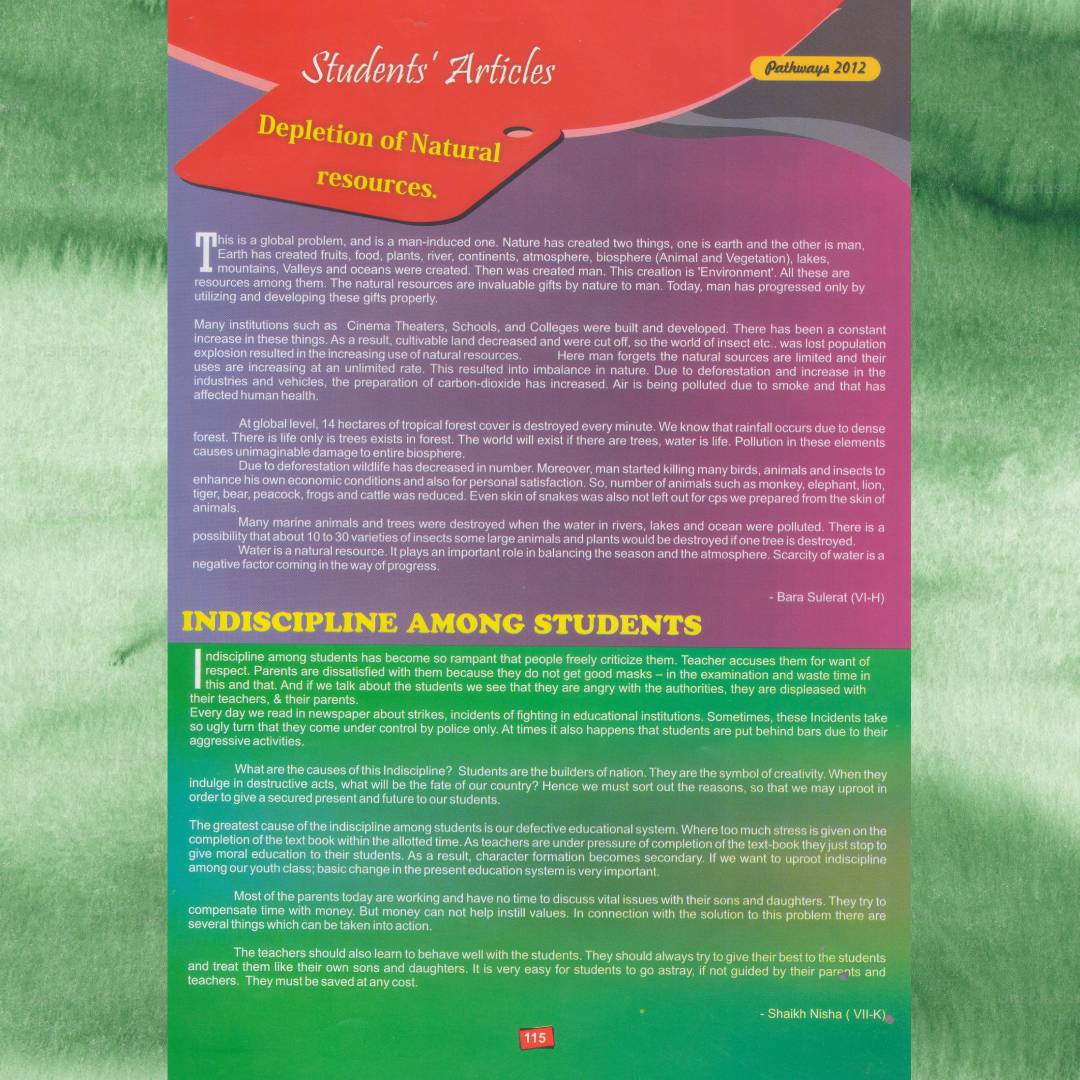 Students' Articles
Pathways 2012
Depletion of Natural
resources.
This is a global problem, and is a man-induced one. Nature has created two things, one is earth and the other is man,
Earth has created fruits, food, plants, river, continents, atmosphere, biosphere (Animal and Vegetation), lakes,
mountains, Valleys and oceans were created. Then was created man. This creation is 'Environment'. All these are
resources among them. The natural resources are invaluable gifts by nature to man. Today, man has progressed only by
utilizing and developing these gifts properly.
Many institutions such as Cinema Theaters, Schools, and Colleges were built and developed. There has been a constant
increase in these things. As a result, cultivable land decreased and were cut off, so the world of insect etc.. was lost population
explosion resulted in the increasing use of natural resources. Here man forgets the natural sources are limited and their
uses are increasing at an unlimited rate. This resulted into imbalance in nature. Due to deforestation and increase in the
industries and vehicles, the preparation of carbon-dioxide has increased. Air is being polluted due to smoke and that has
affected human health.
At global level, 14 hectares of tropical forest cover is destroyed every minute. We know that rainfall occurs due to dense
forest. There is life only is trees exists in forest. The world will exist if there are trees, water is life. Pollution in these elements
causes unimaginable damage to entire biosphere.
Due to deforestation wildlife has decreased in number. Moreover, man started killing many birds, animals and insects to
enhance his own economic conditions and also for personal satisfaction. So, number of animals such as monkey, elephant, lion,
tiger, bear, peacock, frogs and cattle was reduced. Even skin of snakes was also not left out for cps we prepared from the skin of
animals.
Many marine animals and trees were destroyed when the water in rivers, lakes and ocean were polluted. There is a
possibility that about 10 to 30 varieties of insects some large animals and plants would be destroyed if one tree is destroyed.
Water is a natural resource. It plays an important role in balancing the season and the atmosphere. Scarcity of water is a
negative factor coming in the way of progress.
- Bara Sulerat (VI-H)
INDISCIPLINE AMONG STUDENTS
Indiscipline among students has become so rampant that people freely criticize them. Teacher accuses them for want of
respect. Parents are dissatisfied with them because they do not get good masks – in the examination and waste time in
this and that. And if we talk about the students we see that they are angry with the authorities, they are displeased with
their teachers, & their parents.
Every day we read in newspaper about strikes, incidents of fighting in educational institutions. Sometimes, these Incidents take
so ugly turn that they come under control by police only. At times it also happens that students are put behind bars due to their
aggressive activities.
What are the causes of this Indiscipline? Students are the builders of nation. They are the symbol of creativity. When they
indulge in destructive acts, what will be the fate of our country? Hence we must sort out the reasons, so that we may uproot in
order to give a secured present and future to our students.
The greatest cause of the indiscipline among students is our defective educational system. Where too much stress is given on the
completion of the text book within the allotted time. As teachers are under pressure of completion of the text-book they just stop to
give moral education to their students. As a result, character formation becomes secondary. If we want to uproot indiscipline
among our youth class; basic change in the present education system is very important.
Most of the parents today are working and have no time to discuss vital issues with their sons and daughters. They try to
compensate time with money. But money can not help instill values. In connection with the solution to this problem there are
several things which can be taken into action.
The teachers should also learn to behave well with the students. They should always try to give their best to the students
and treat them like their own sons and daughters. It is very easy for students to go astray, if not guided by their parents and
teachers. They must be saved at any cost.
- Shaikh Nisha ( VII-K)
115